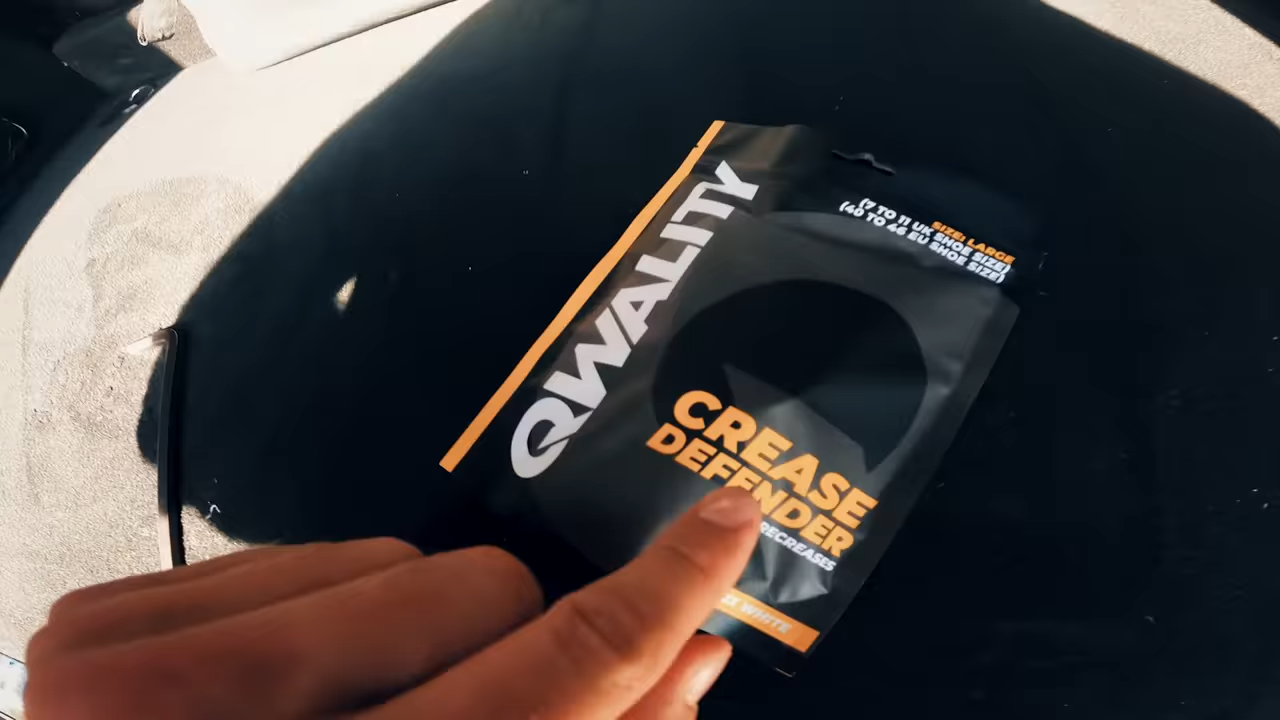 QWALITY
SIZE: LARGE
(7 TO 11 UK SHOE SIZE)
(40 TO 46 EU SHOE SIZE)
CREASE
DEFENDER
WHITE